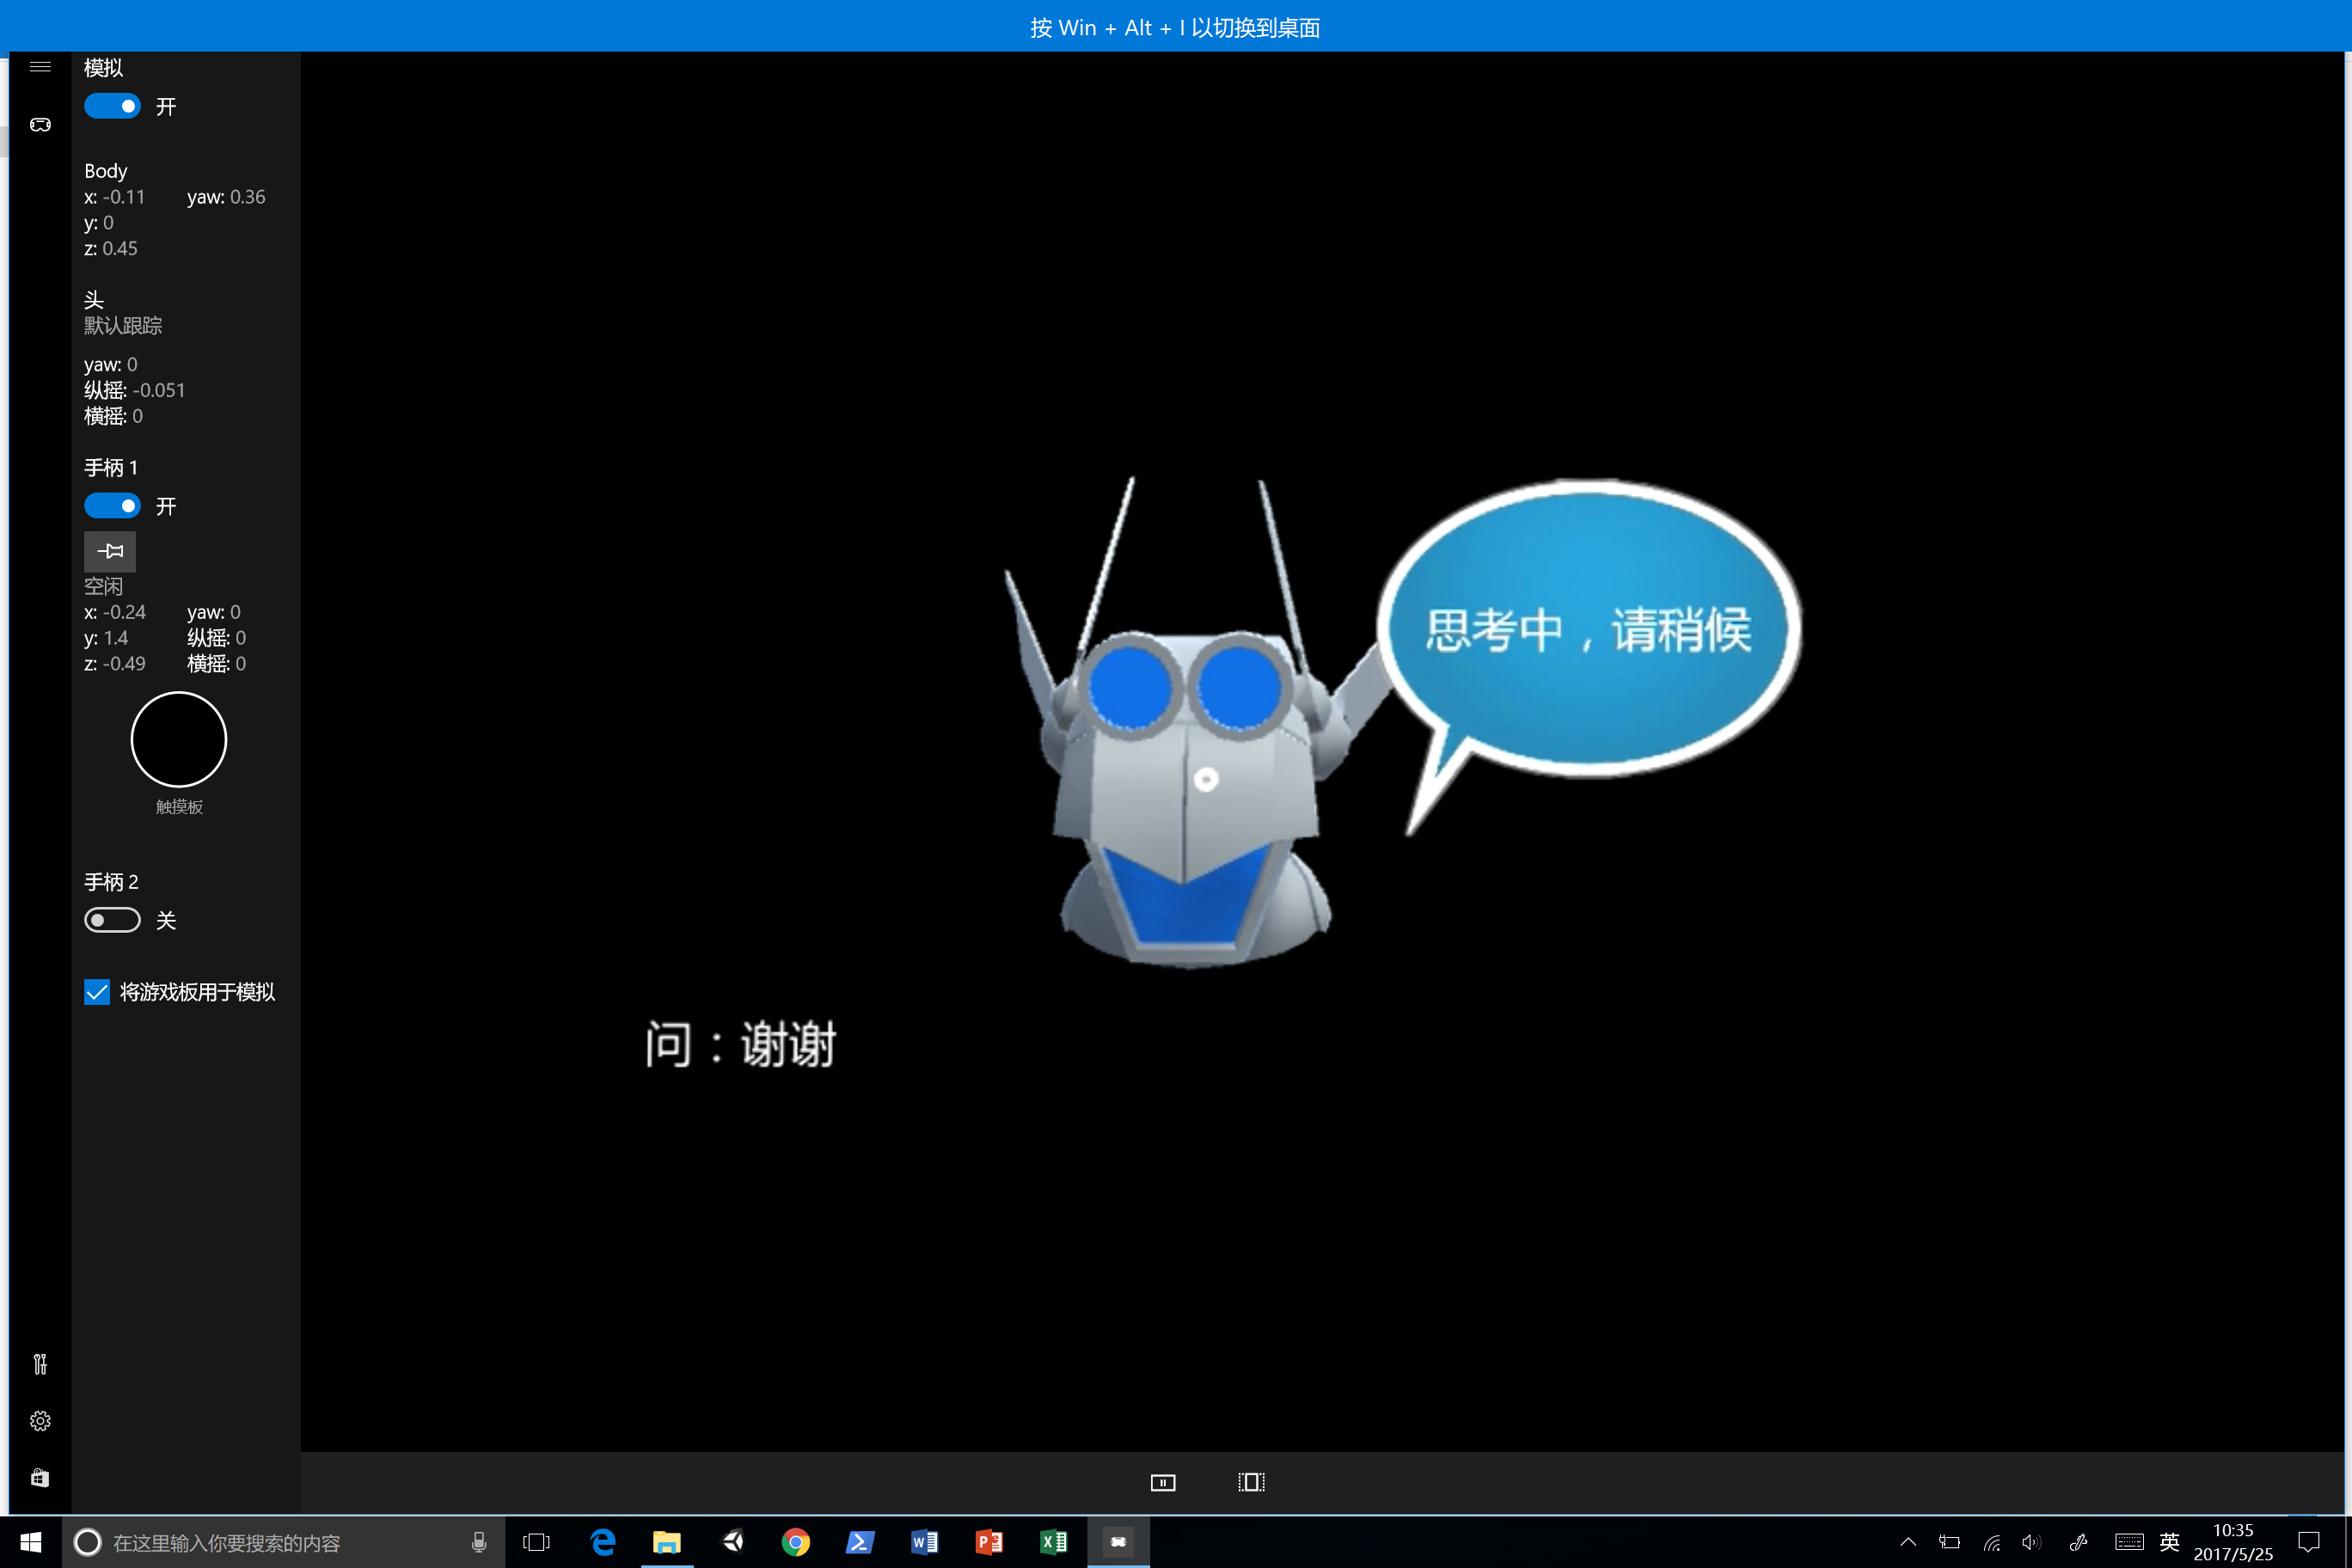 按 Win + Alt + I 以切换到桌面
模拟
开
Body
x: -0.11 yaw: 0.36
y: 0
z: 0.45
头
默认跟踪
yaw: 0
纵摇: -0.051
横摇: 0
手柄 1
开
空闲
x: -0.24 yaw: 0
y: 1.4 纵摇: 0
z: -0.49 横摇: 0
触摸板
手柄 2
关
将游戏板用于模拟
思考中，请稍候
问：谢谢
在这里输入你要搜索的内容
英
10:35
2017/5/25